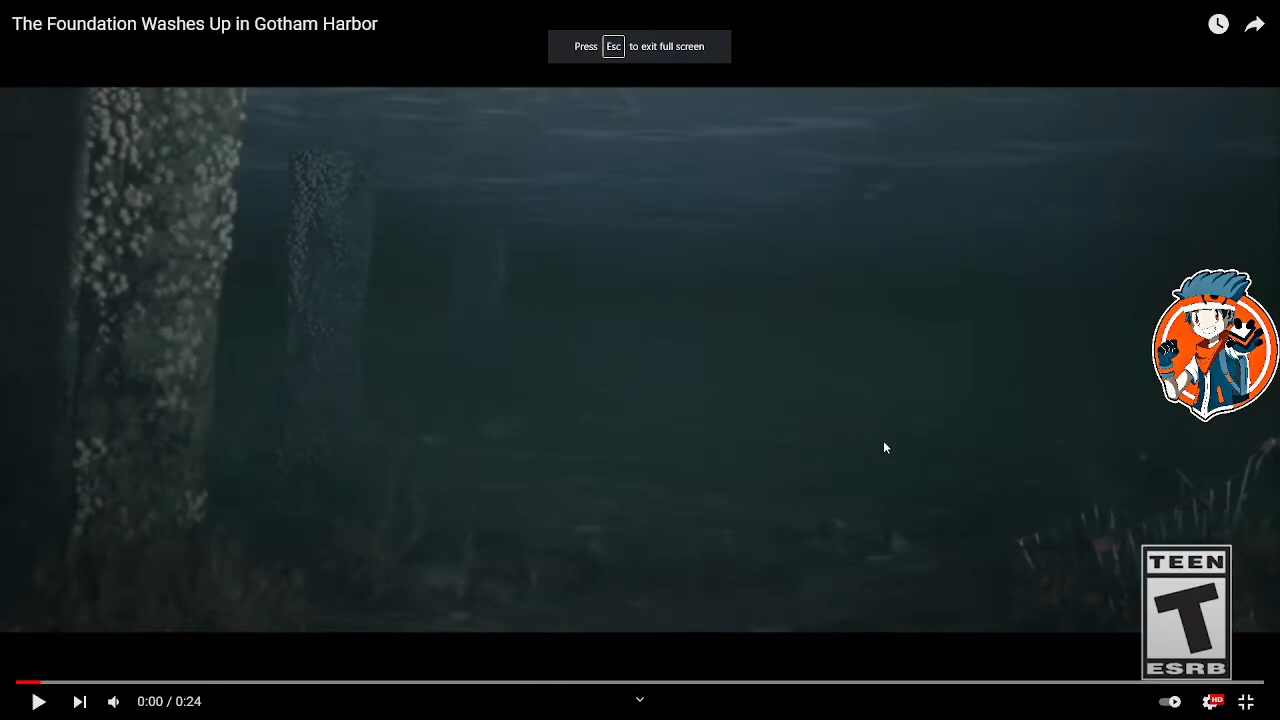 The Foundation Washes Up in Gotham Harbor
Press Esc to exit full screen
TEEN
T
ESRB
0:00 / 0:24
HD